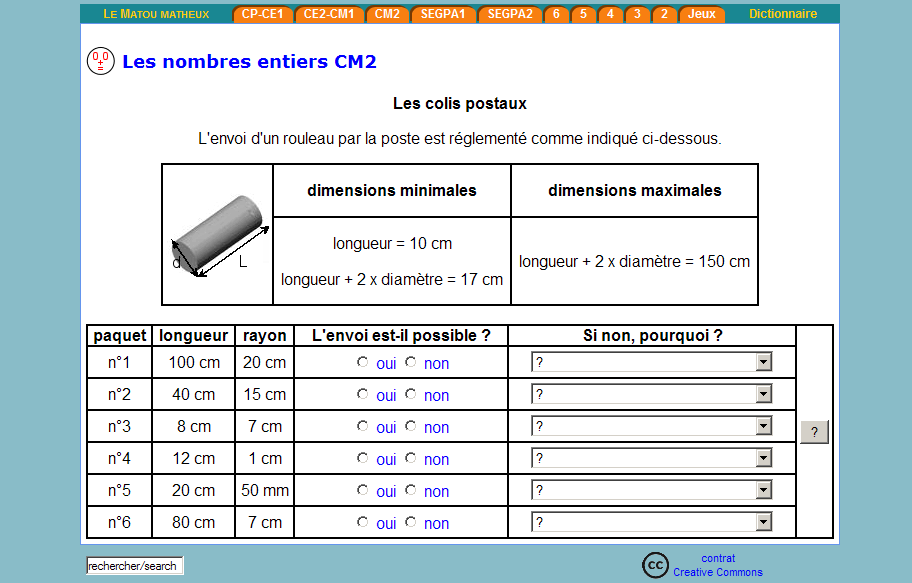 LE MATOU MATHEUX CP-CE1 CE2-CM1 CM2 SEGPA1 SEGPA2 6 5 4 3 2 Jeux Dictionnaire
Les nombres entiers CM2
Les colis postaux
L'envoi d'un rouleau par la poste est réglementé comme indiqué ci-dessous.
dimensions minimales dimensions maximales
d L
longueur = 10 cm
longueur + 2 x diamètre = 17 cm
longueur + 2 x diamètre = 150 cm
paquet longueur rayon L'envoi est-il possible ? Si non, pourquoi ?
n°1 100 cm 20 cm oui non ?
n°2 40 cm 15 cm oui non ?
n°3 8 cm 7 cm oui non ?
?
n°4 12 cm 1 cm oui non ?
n°5 20 cm 50 mm oui non ?
n°6 80 cm 7 cm oui non ?
rechercher/search
cc
contrat
Creative Commons